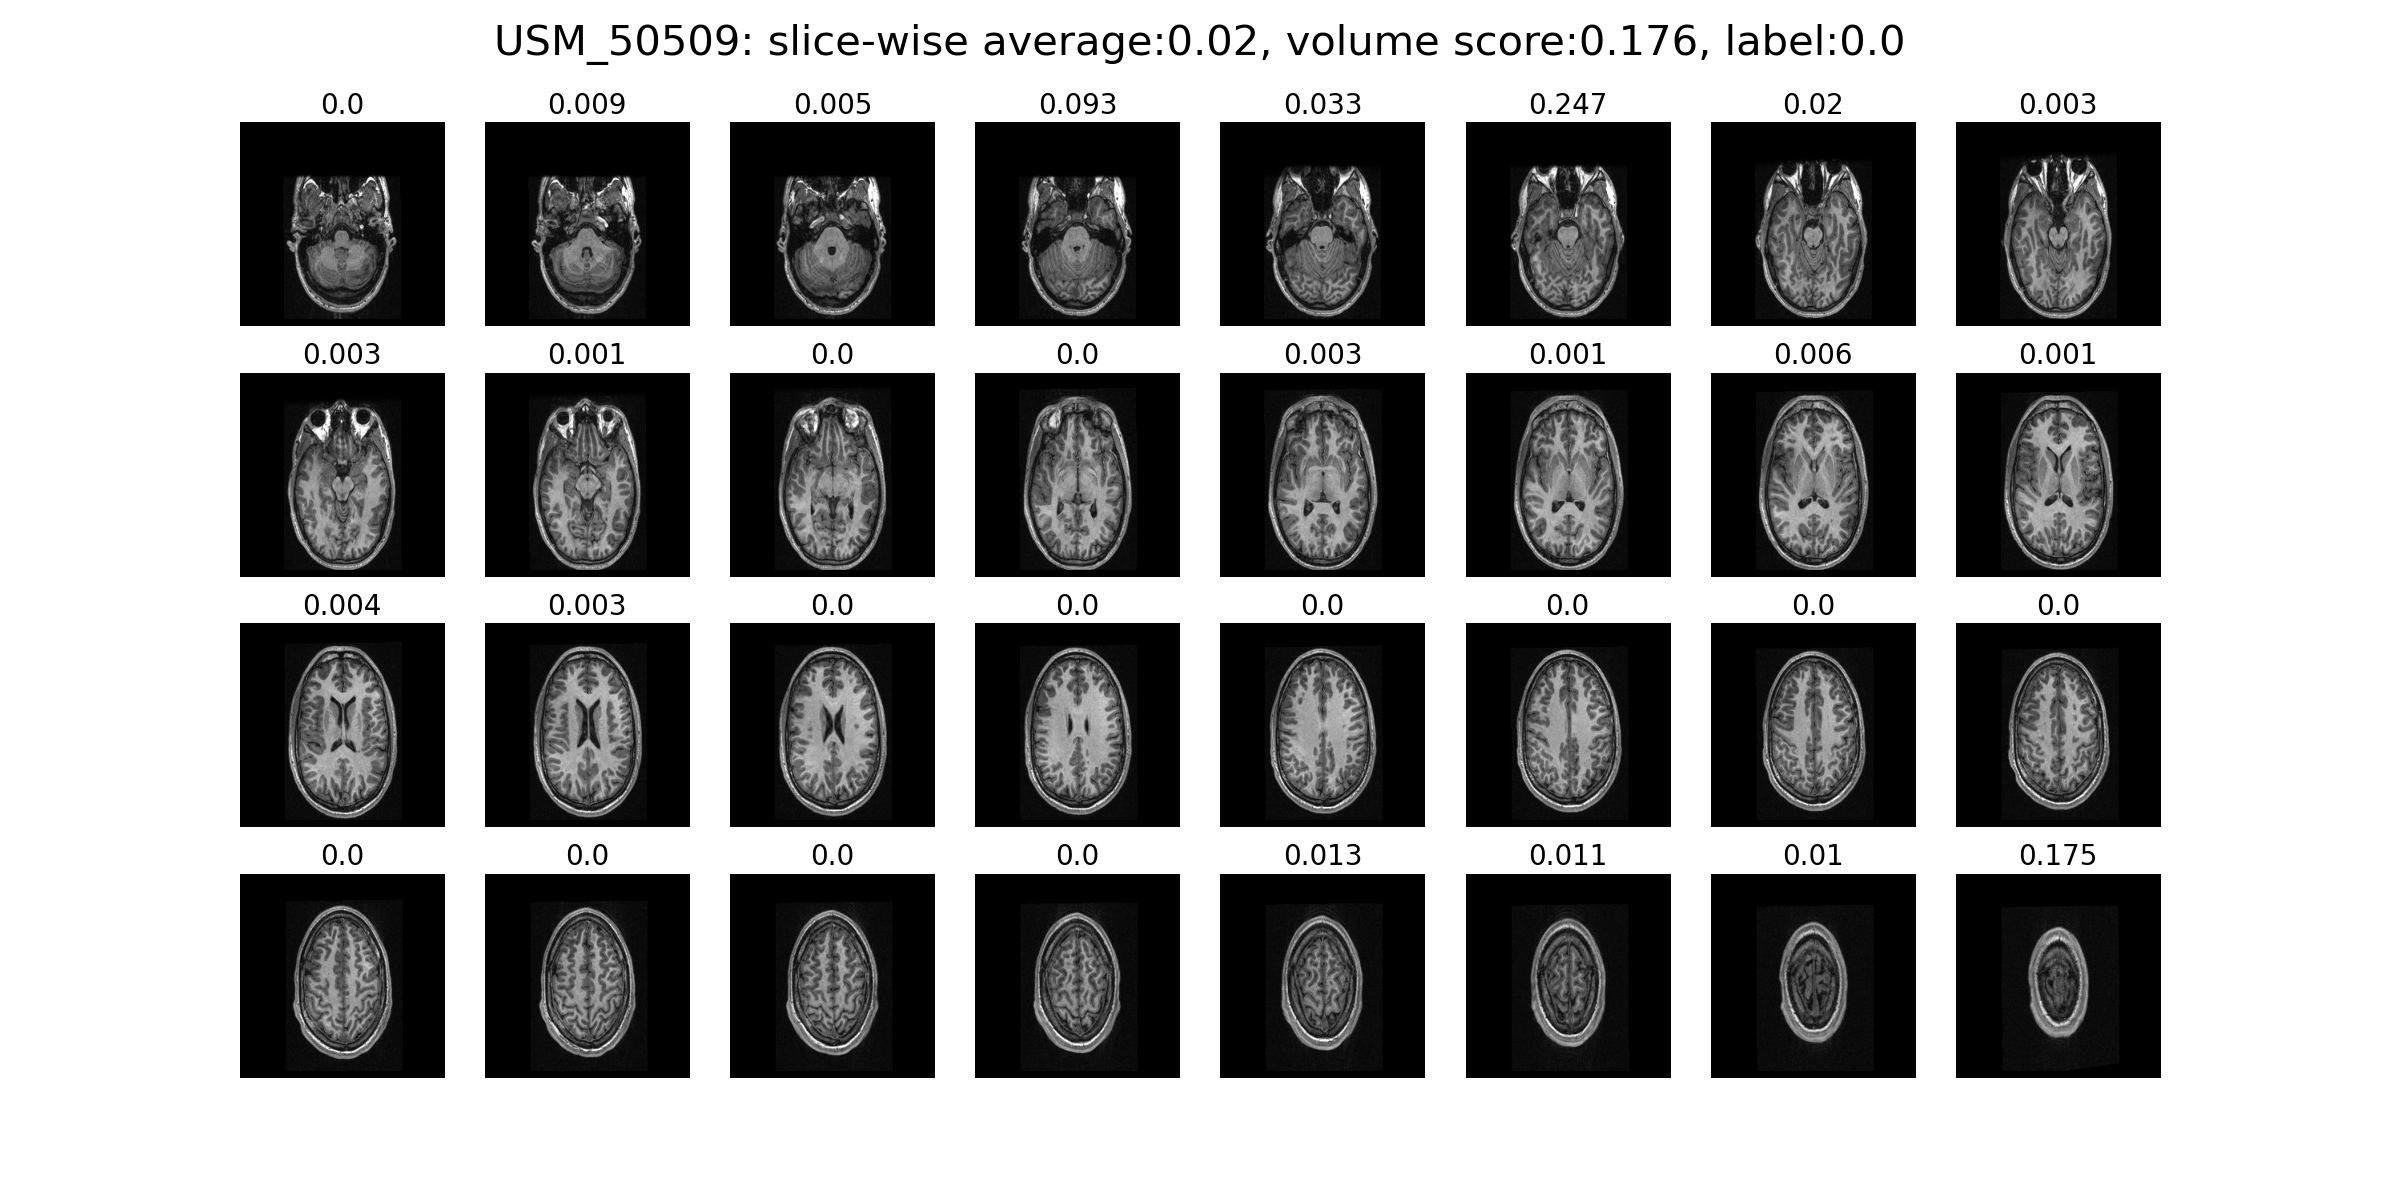 USM_50509: slice-wise average:0.02, volume score:0.176, label:0.0
0.0 0.009 0.005 0.093 0.033 0.247 0.02 0.003
0.003 0.001 0.0 0.0 0.003 0.001 0.006 0.001
0.004 0.003 0.0 0.0 0.0 0.0 0.0 0.0
0.0 0.0 0.0 0.0 0.013 0.011 0.01 0.175